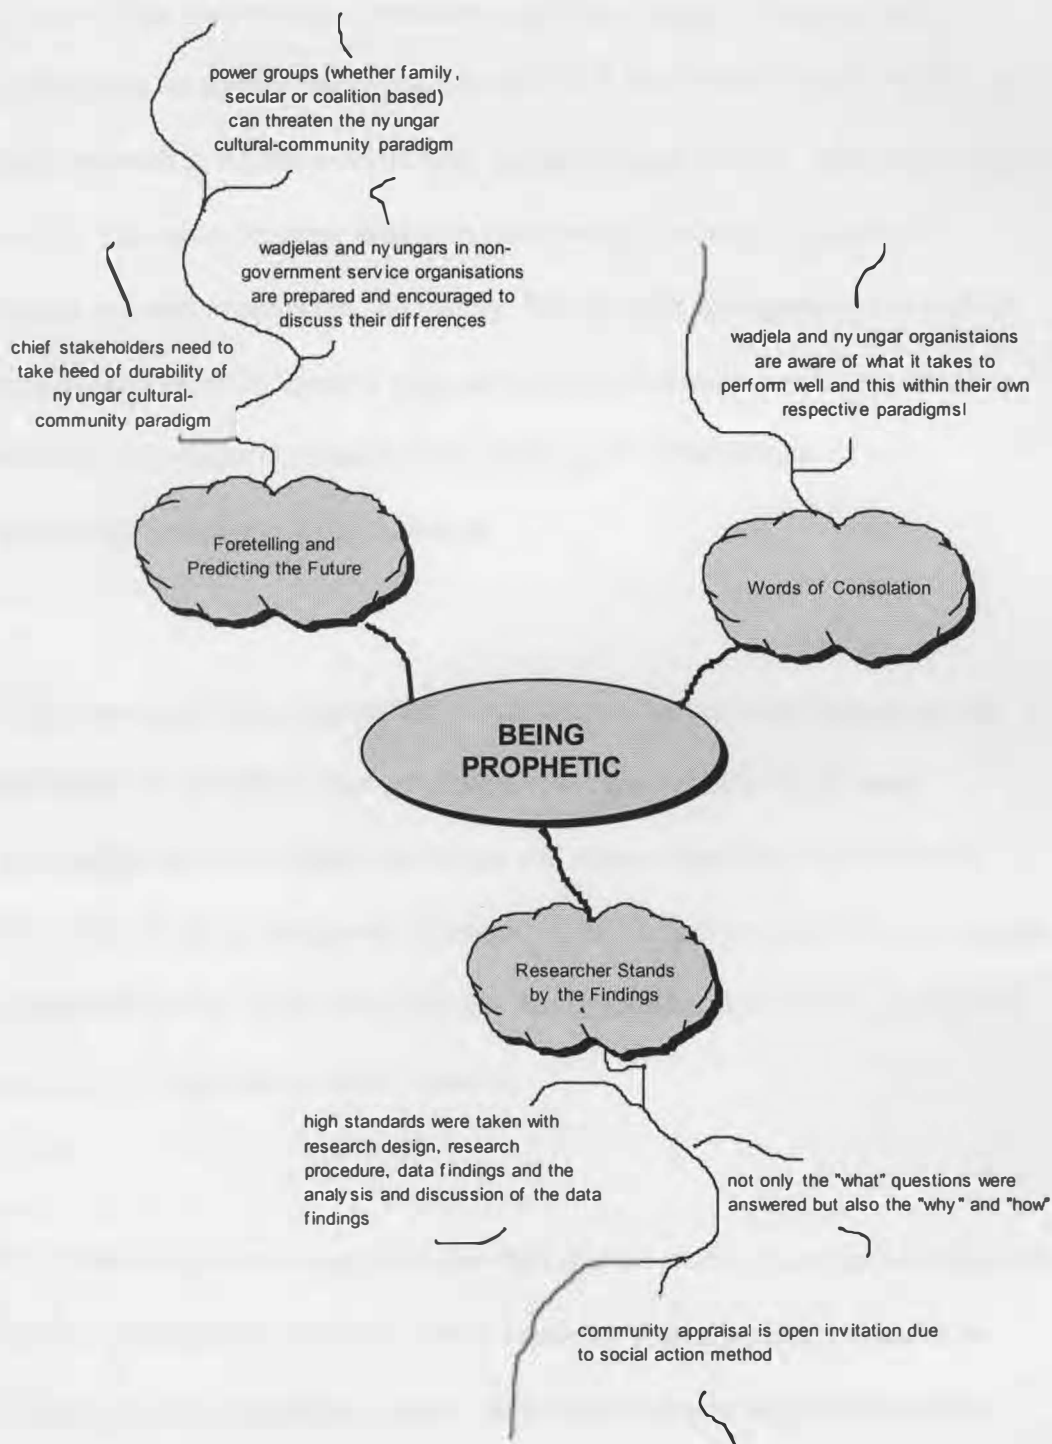 power groups (whether family,
secular or coalition based)
can threaten the nyungar
cultural-community paradigm
wadjelas and nyungars in non-
government service organisations
are prepared and encouraged to
discuss their differences
chief stakeholders need to
take heed of durability of
nyungar cultural-
community paradigm
wadjela and nyungar organistaions
are aware of what it takes to
perform well and this within their own
respective paradigms!
Foretelling and
Predicting the Future
Words of Consolation
BEING
PROPHETIC
Researcher Stands
by the Findings
high standards were taken with
research design, research
procedure, data findings and the
analysis and discussion of the data
findings
not only the "what" questions were
answered but also the "why" and "how"
community appraisal is open invitation due
to social action method